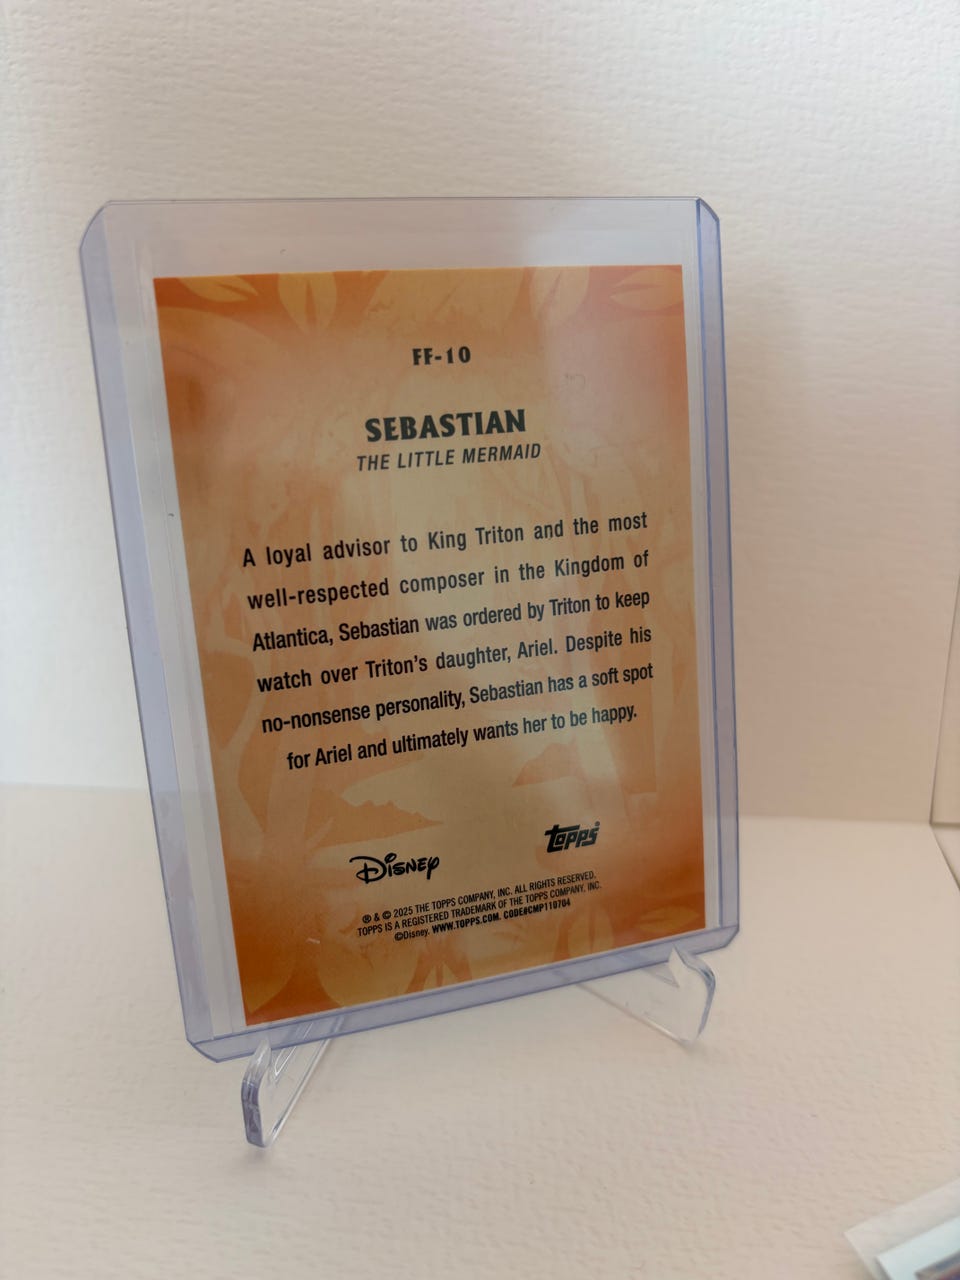 FF-10
SEBASTIAN
THE LITTLE MERMAID
A loyal advisor to King Triton and the most
well-respected composer in the Kingdom of
Atlantica, Sebastian was ordered by Triton to keep
watch over Triton's daughter, Ariel. Despite his
no-nonsense personality, Sebastian has a soft spot
for Ariel and ultimately wants her to be happy.
Disney
topps®
® & © 2025 THE TOPPS COMPANY, INC. ALL RIGHTS RESERVED.
TOPPS IS A REGISTERED TRADEMARK OF THE TOPPS COMPANY, INC.
©Disney. WWW.TOPPS.COM. CODE#CMP110704